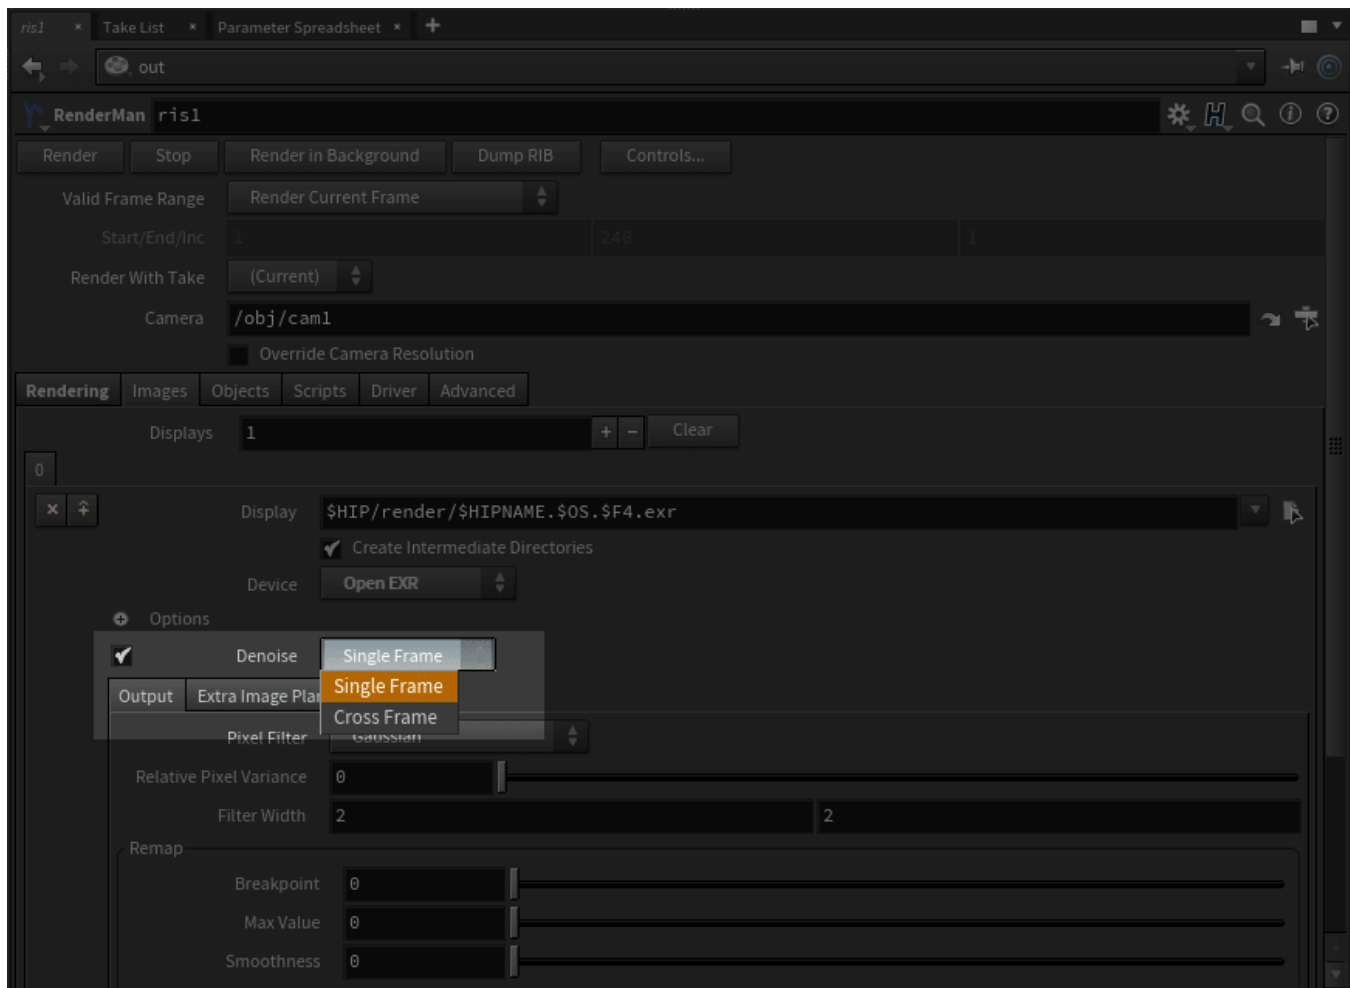 ris1 × Take List × Parameter Spreadsheet × +
out
RenderMan ris1
Render Stop Render in Background Dump RIB Controls...
Valid Frame Range Render Current Frame
Start/End/Inc 1 240 1
Render With Take (Current)
Camera /obj/cam1
Override Camera Resolution
Rendering Images Objects Scripts Driver Advanced
Displays 1 + - Clear
0
Display $HIP/render/$HIPNAME.$OS.$F4.exr
Create Intermediate Directories
Device Open EXR
Options
Denoise Single Frame
Single Frame
Output Extra Image Pla
Cross Frame
Pixel Filter Gaussian
Relative Pixel Variance 0
Filter Width 2 2
Remap
Breakpoint 0
Max Value 0
Smoothness 0